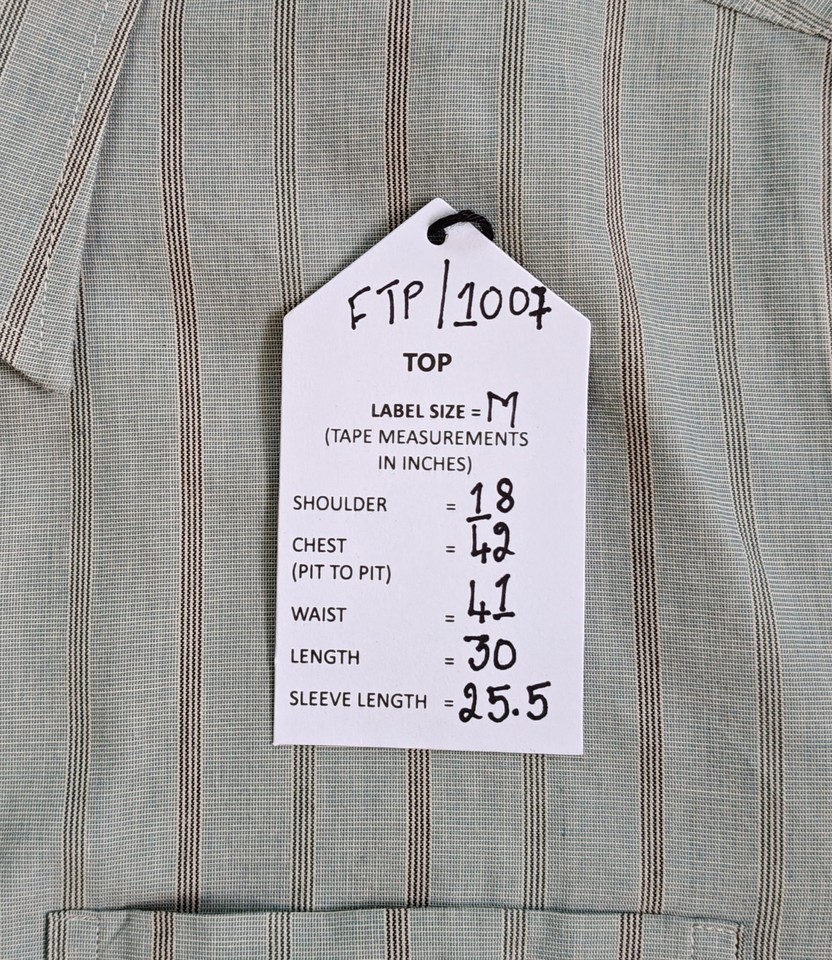 FTP/1007
TOP
LABEL SIZE = M
(TAPE MEASUREMENTS
IN INCHES)
SHOULDER = 18
CHEST = 42
(PIT TO PIT)
WAIST = 41
LENGTH = 30
SLEEVE LENGTH = 25.5